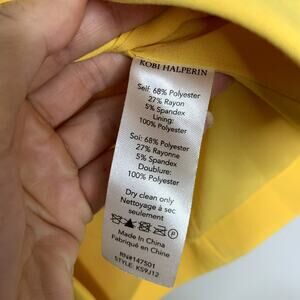 KOBI HALPERIN
Self: 68% Polyester
27% Rayon
5% Spandex
Lining:
100% Polyester
Soi: 68% Polyester
27% Rayonne
5% Spandex
Doublure:
100% Polyester
Dry clean only
Nettoyage à sec
seulement
Made In China
Fabriqué en Chine
RN#147501
STYLE: KS9J12